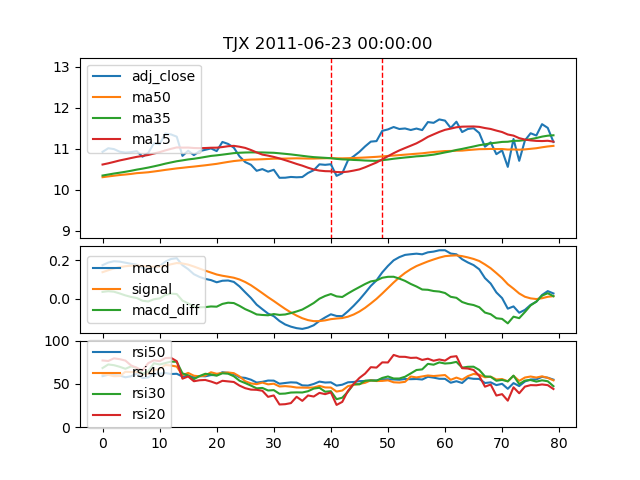 TJX 2011-06-23 00:00:00
13
12
11
10
9
adj_close
ma50
ma35
ma15
0.2
0.0
macd
signal
macd_diff
100
50
0
rsi50
rsi40
rsi30
rsi20
0 10 20 30 40 50 60 70 80